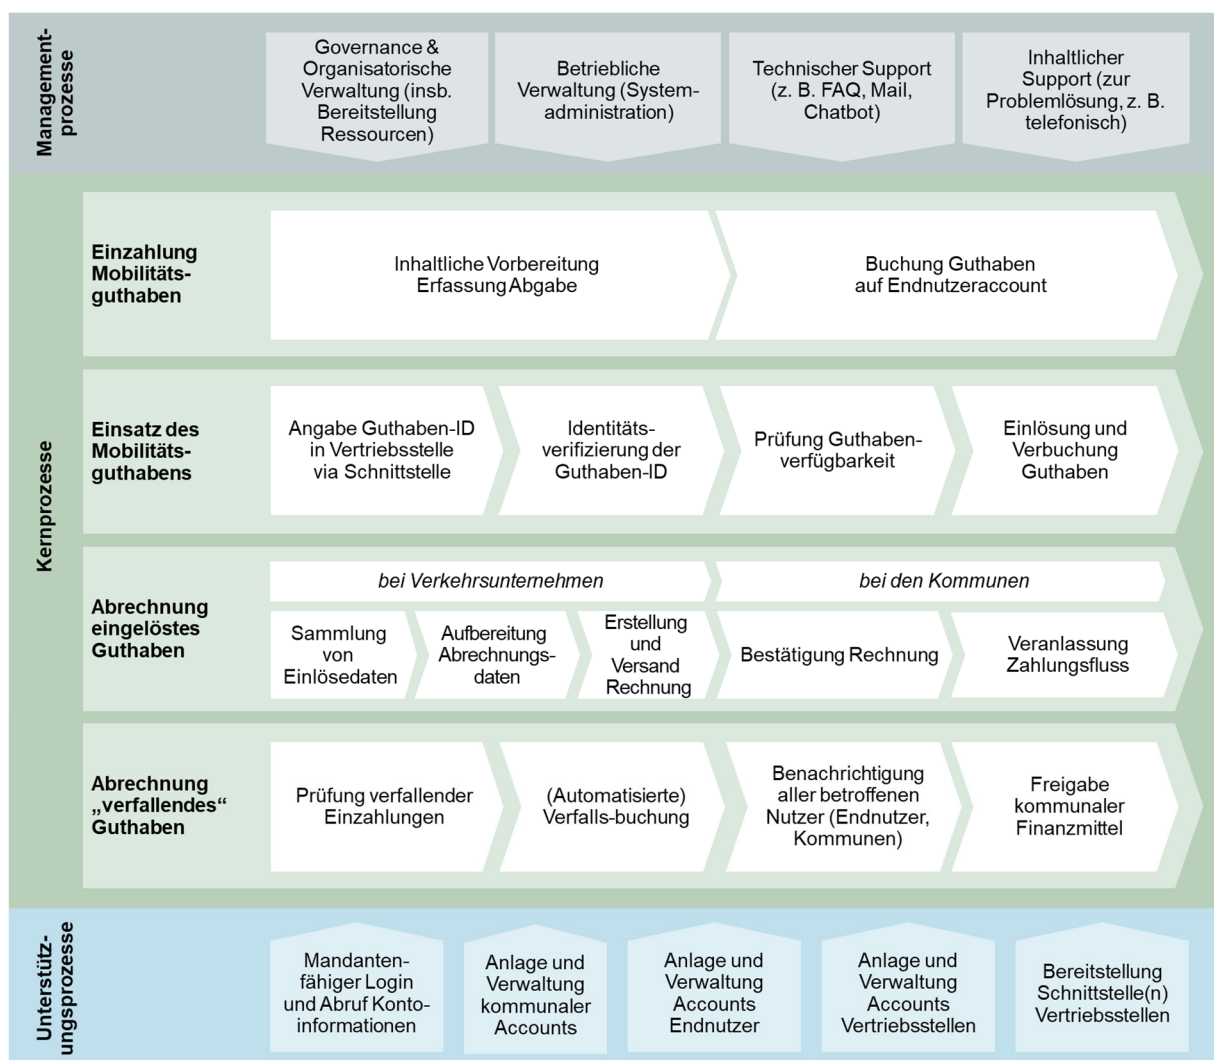 Management-
prozesse
Governance &
Organisatorische
Verwaltung (insb.
Bereitstellung
Ressourcen)
Betriebliche
Verwaltung (System-
administration)
Technischer Support
(z. B. FAQ, Mail,
Chatbot)
Inhaltlicher
Support (zur
Problemlösung, z. B.
telefonisch)
Kernprozesse
Einzahlung
Mobilitäts-
guthaben
Inhaltliche Vorbereitung
Erfassung Abgabe
Buchung Guthaben
auf Endnutzeraccount
Einsatz des
Mobilitäts-
guthabens
Angabe Guthaben-ID
in Vertriebsstelle
via Schnittstelle
Identitäts-
verifizierung der
Guthaben-ID
Prüfung Guthaben-
verfügbarkeit
Einlösung und
Verbuchung
Guthaben
Abrechnung
eingelöstes
Guthaben
bei Verkehrsunternehmen
bei den Kommunen
Sammlung
von
Einlösedaten
Aufbereitung
Abrechnungs-
daten
Erstellung
und
Versand
Rechnung
Bestätigung Rechnung
Veranlassung
Zahlungsfluss
Abrechnung
„verfallendes“
Guthaben
Prüfung verfallender
Einzahlungen
(Automatisierte)
Verfalls-buchung
Benachrichtigung
aller betroffenen
Nutzer (Endnutzer,
Kommunen)
Freigabe
kommunaler
Finanzmittel
Unterstütz-
ungsprozesse
Mandanten-
fähiger Login
und Abruf Konto-
informationen
Anlage und
Verwaltung
kommunaler
Accounts
Anlage und
Verwaltung
Accounts
Endnutzer
Anlage und
Verwaltung
Accounts
Vertriebsstellen
Bereitstellung
Schnittstelle(n)
Vertriebsstellen